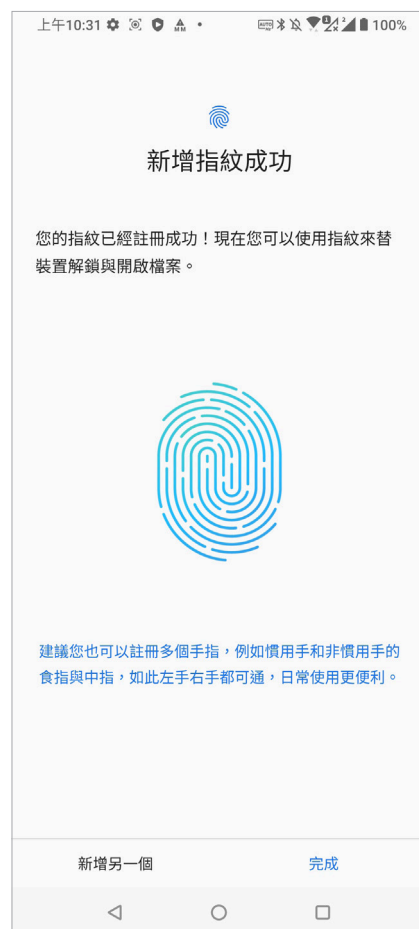 上午10:31 100%
新增指紋成功
您的指紋已經註冊成功！現在您可以使用指紋來替
裝置解鎖與開啟檔案。
建議您也可以註冊多個手指，例如慣用手和非慣用手的
食指與中指，如此左手右手都可通，日常使用更便利。
新增另一個 完成